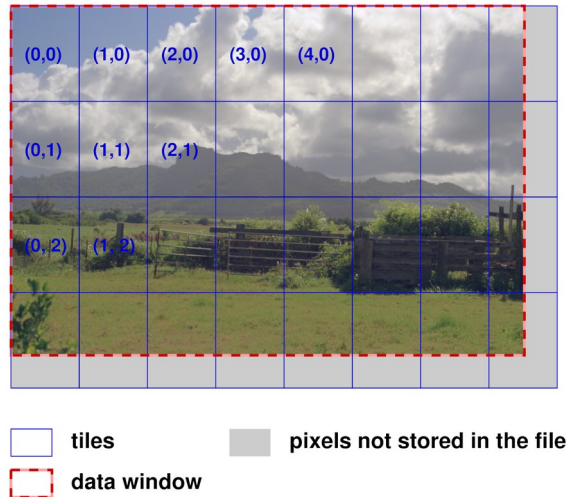 (0,0) (1,0) (2,0) (3,0) (4,0)
(0,1) (1,1) (2,1)
(0, 2) (1, 2)
tiles
pixels not stored in the file
data window